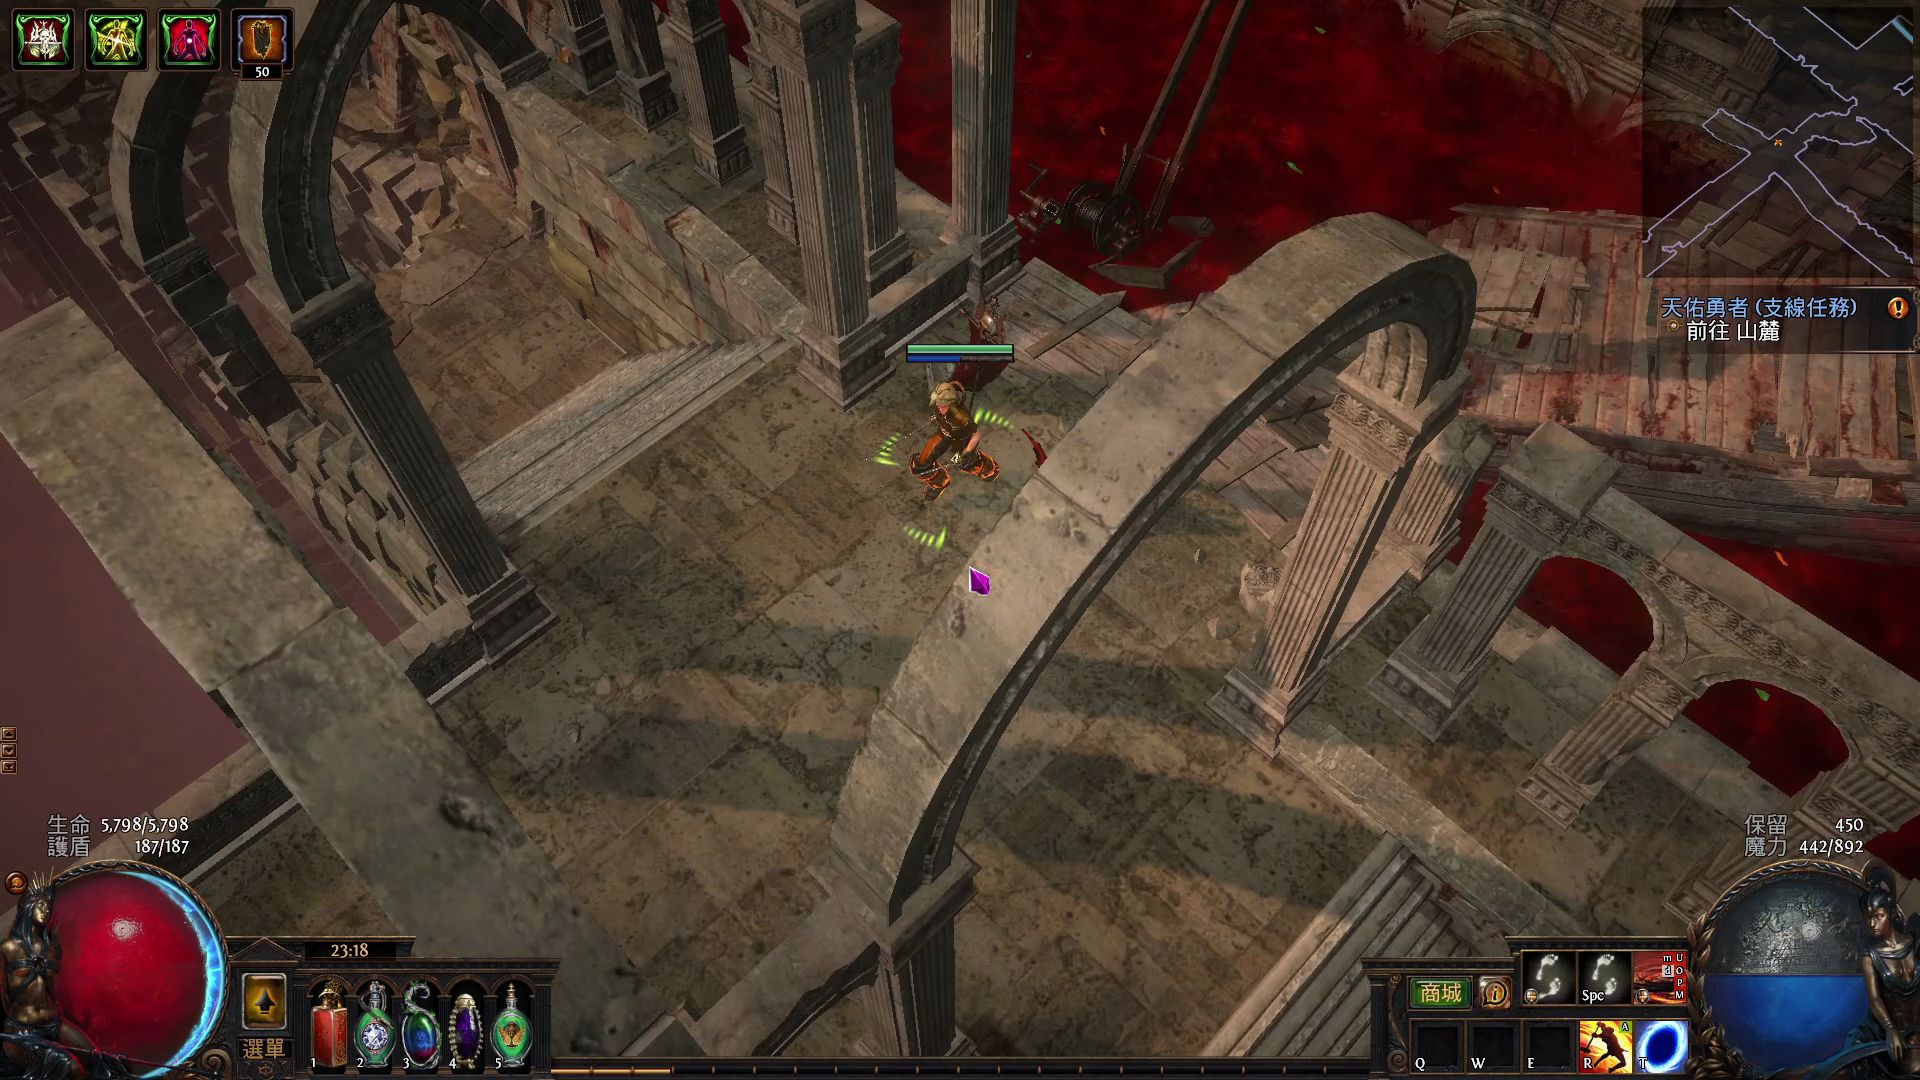 50
天佑勇者 (支線任務)
前往 山麓
生命 5,798/5,798
護盾 187/187
保留 450
魔力 442/892
23:18
選單
1
2
3
4
5
商城
Spc
m U
d O
P
M
Q
W
E
R
A
T